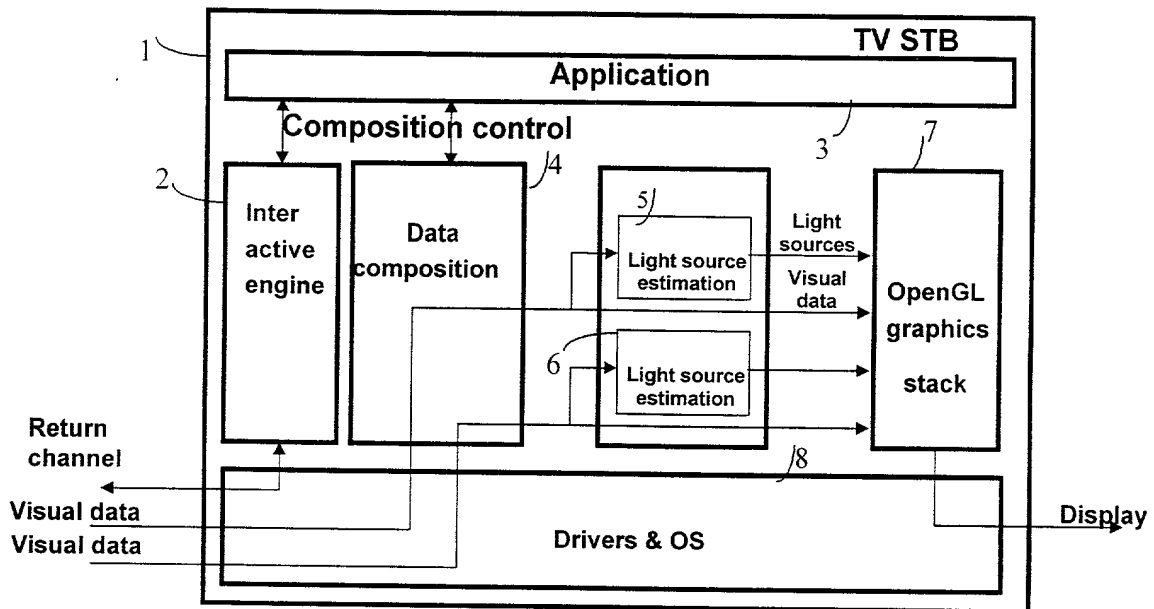 1
TV STB
Application
Composition control
3
7
2
4
Inter
active
engine
Data
composition
5
Light source
estimation
Light
sources
Visual
data
OpenGL
graphics
stack
6
Light source
estimation
Return
channel
8
Visual data
Visual data
Drivers & OS
Display